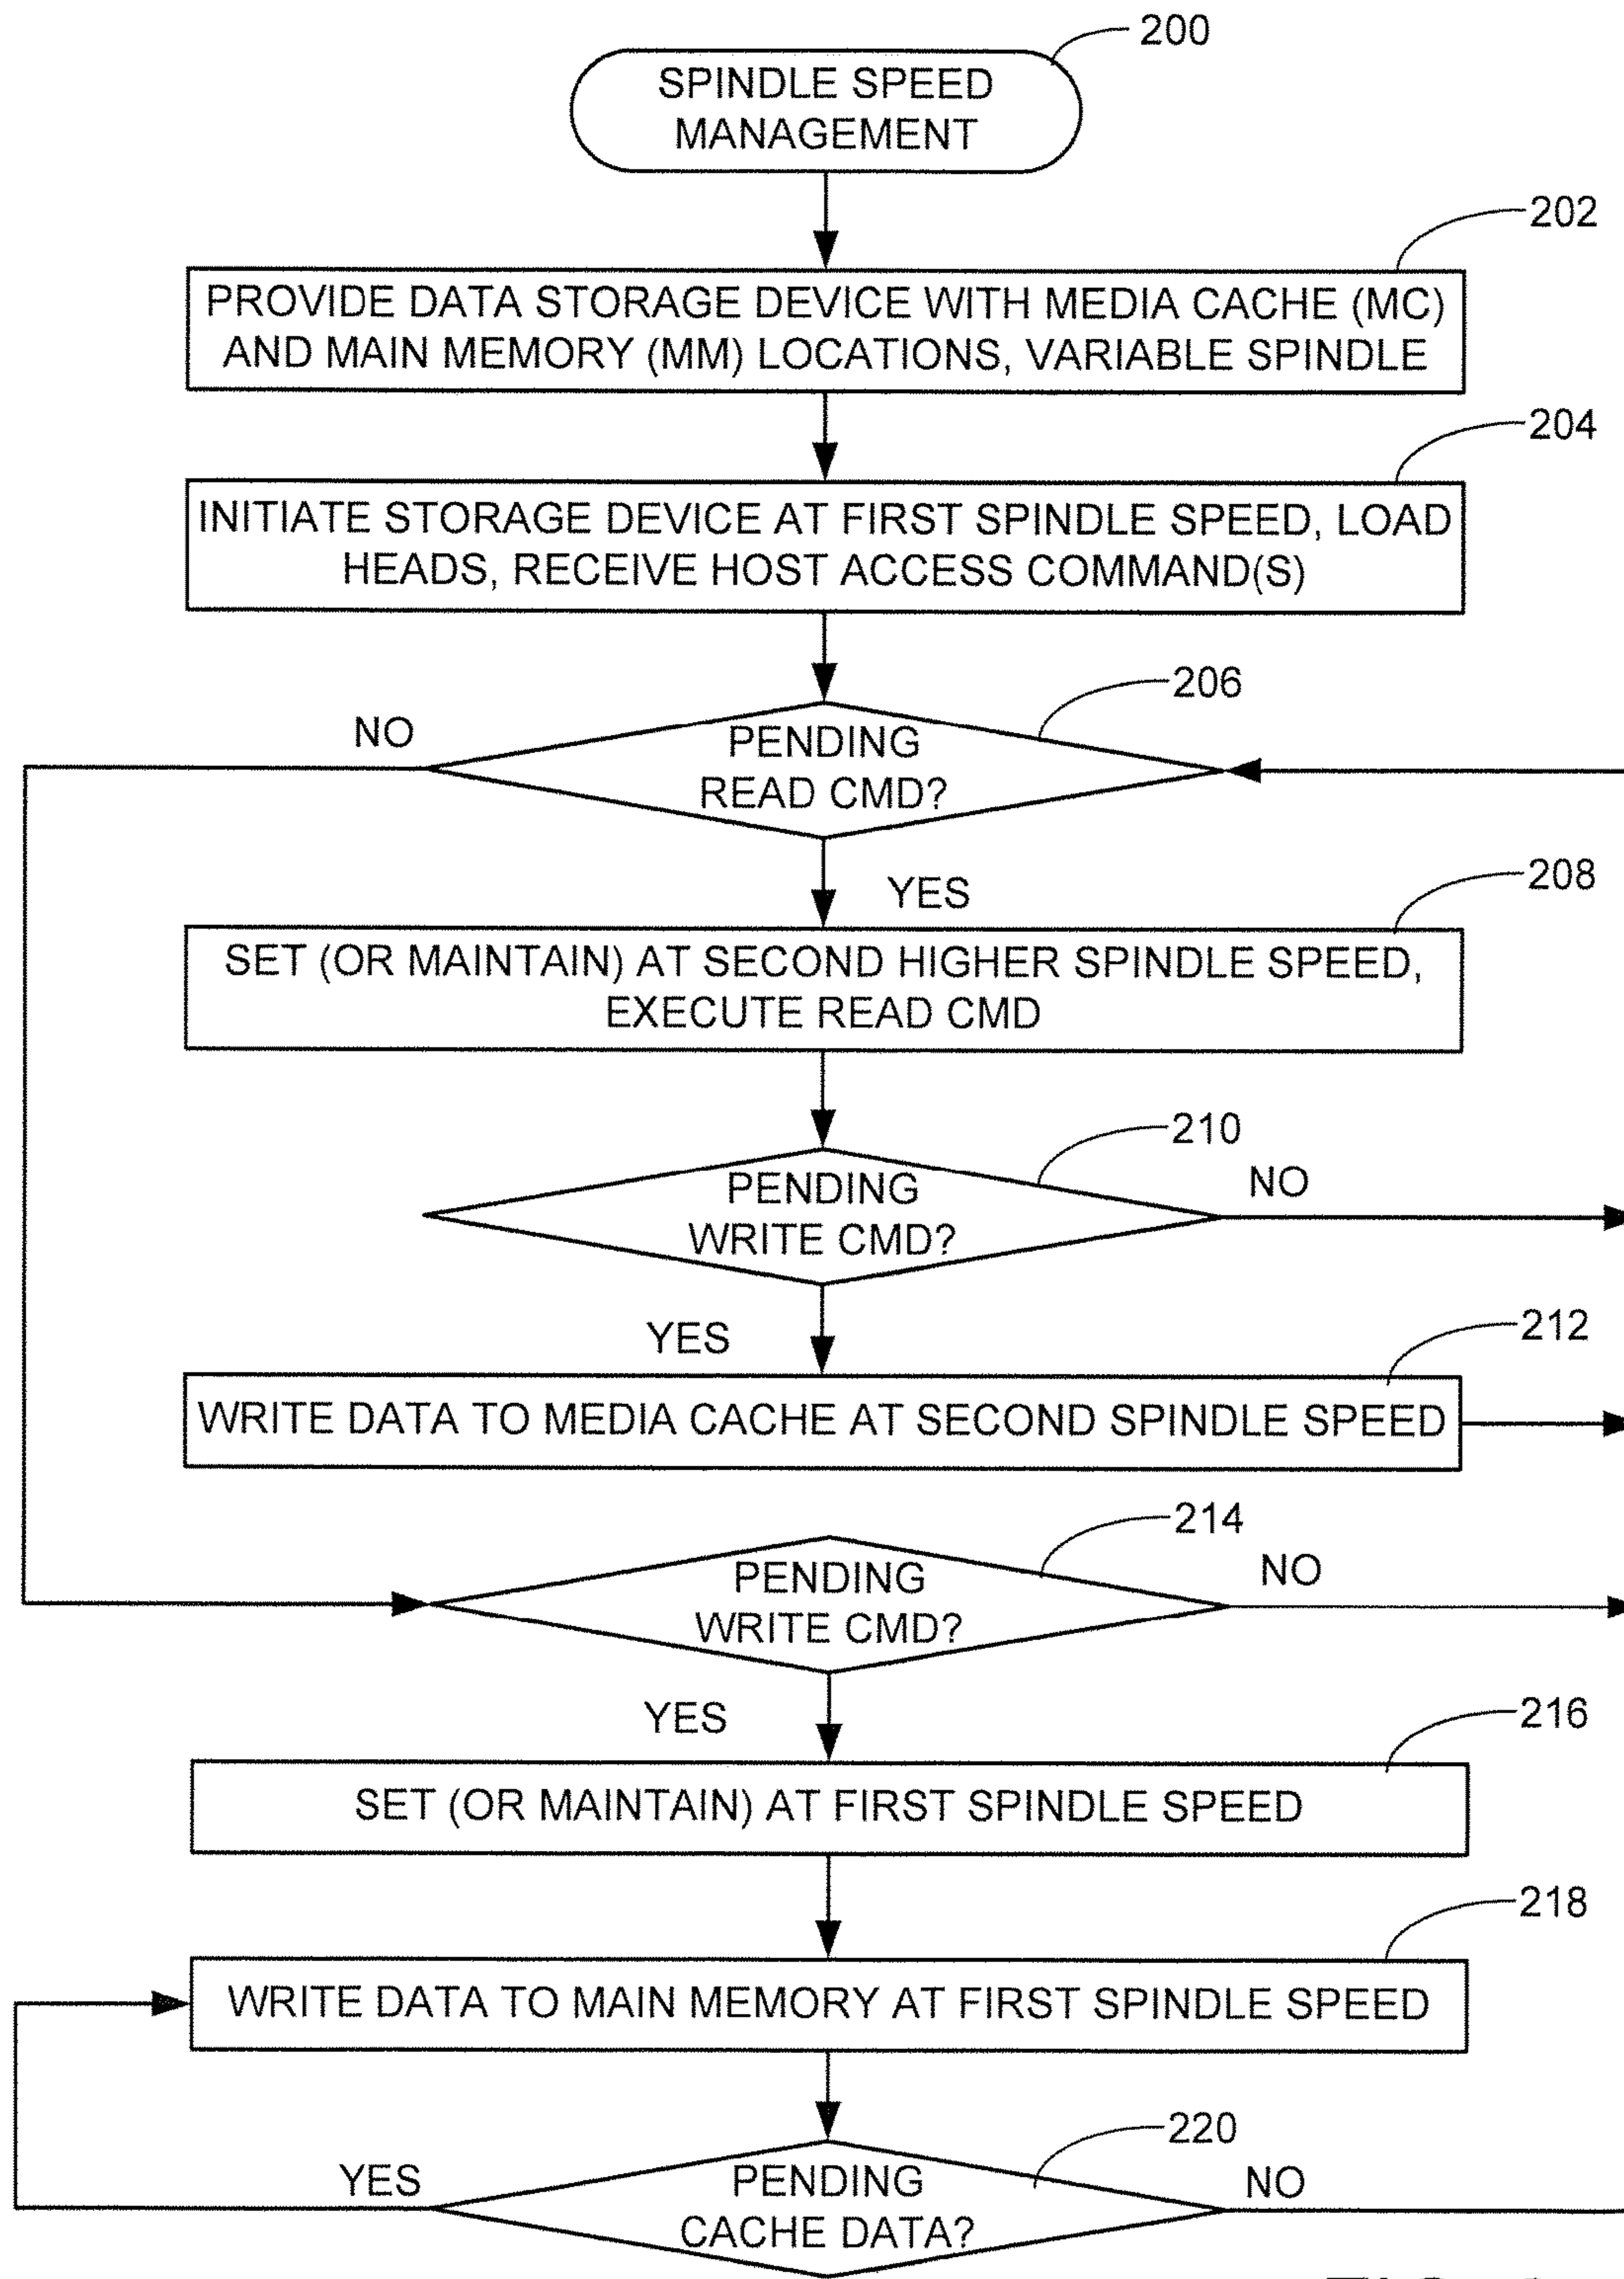 200
SPINDLE SPEED
MANAGEMENT
202
PROVIDE DATA STORAGE DEVICE WITH MEDIA CACHE (MC)
AND MAIN MEMORY (MM) LOCATIONS, VARIABLE SPINDLE
204
INITIATE STORAGE DEVICE AT FIRST SPINDLE SPEED, LOAD
HEADS, RECEIVE HOST ACCESS COMMAND(S)
206
NO
PENDING
READ CMD?
YES
208
SET (OR MAINTAIN) AT SECOND HIGHER SPINDLE SPEED,
EXECUTE READ CMD
210
PENDING
WRITE CMD?
NO
YES
212
WRITE DATA TO MEDIA CACHE AT SECOND SPINDLE SPEED
214
PENDING
WRITE CMD?
NO
YES
216
SET (OR MAINTAIN) AT FIRST SPINDLE SPEED
218
WRITE DATA TO MAIN MEMORY AT FIRST SPINDLE SPEED
220
YES
PENDING
CACHE DATA?
NO